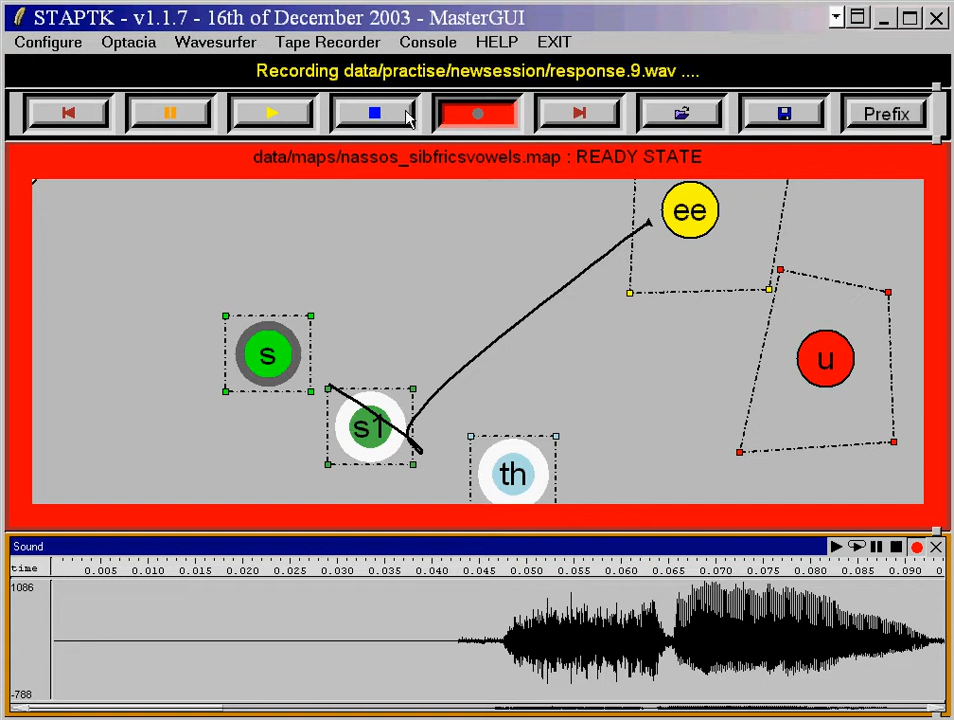 STAPTK - v1.1.7 - 16th of December 2003 - MasterGUI
Configure Optacia Wavesurfer Tape Recorder Console HELP EXIT
Recording data/practise/newsession/response.9.wav ....
Prefix
data/maps/nassos_sibfricsvowels.map : READY STATE
ee
s
u
s1
th
Sound
time 0.005 0.010 0.015 0.020 0.025 0.030 0.035 0.040 0.045 0.050 0.055 0.060 0.065 0.070 0.075 0.080 0.085 0.090
1086
-788